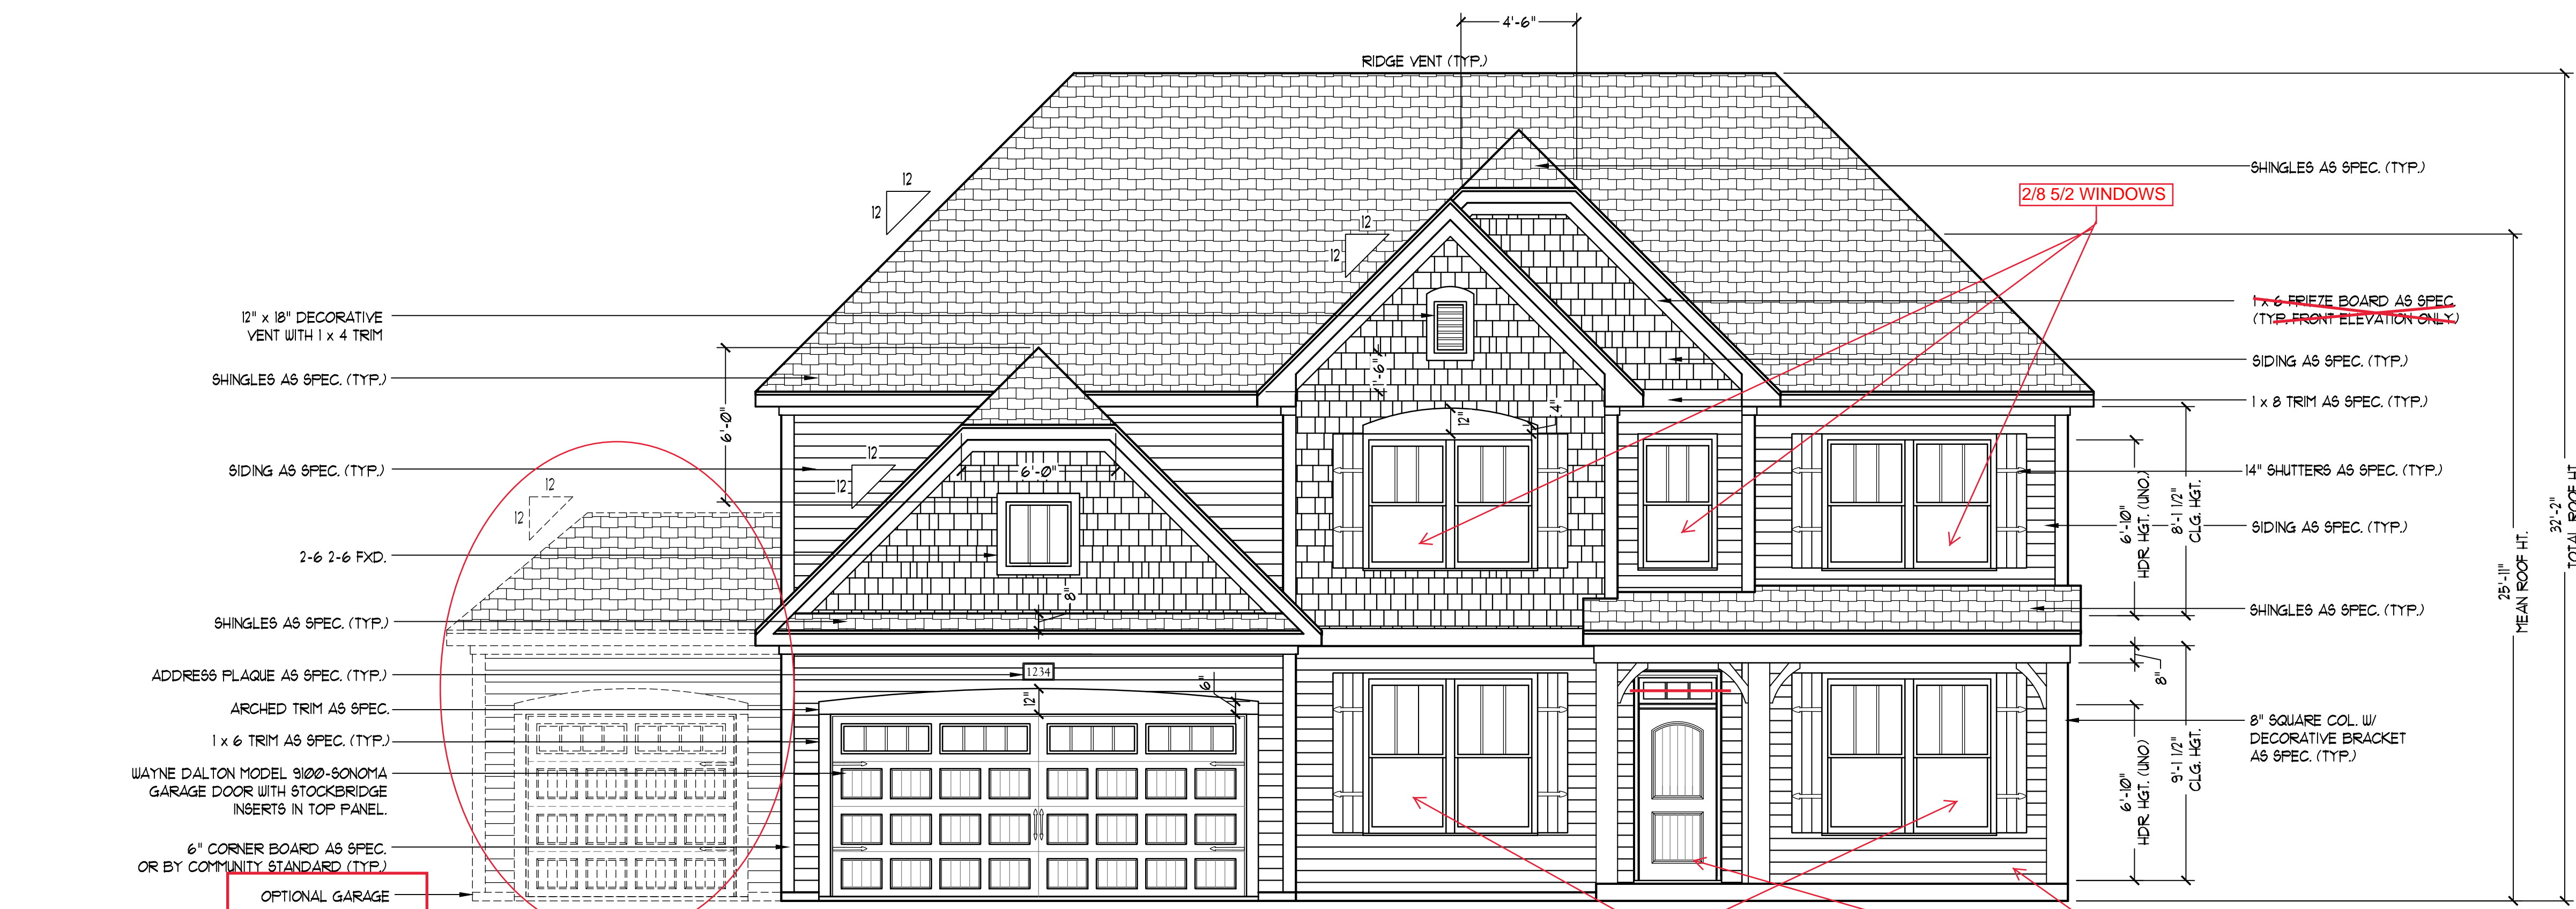 4'-6"
RIDGE VENT (TYP.)
SHINGLES AS SPEC. (TYP.)
12
12
2/8 5/2 WINDOWS
12
12
12" x 18" DECORATIVE
VENT WITH 1 x 4 TRIM
1 x 6 FRIEZE BOARD AS SPEC.
(TYP. FRONT ELEVATION ONLY)
SIDING AS SPEC. (TYP.)
SHINGLES AS SPEC. (TYP.)
1 x 8 TRIM AS SPEC. (TYP.)
6'-0"
12"
4"
SIDING AS SPEC. (TYP.)
12
12
6'-0"
14" SHUTTERS AS SPEC. (TYP.)
12
12
6'-10"
HDR. HGT. (UNO.)
8'-1 1/2"
CLG. HGT.
SIDING AS SPEC. (TYP.)
25'-11"
MEAN ROOF HT.
32'-2"
TOTAL ROOF HT.
2-6 2-6 FXD.
8"
SHINGLES AS SPEC. (TYP.)
SHINGLES AS SPEC. (TYP.)
ADDRESS PLAQUE AS SPEC. (TYP.)
1234
12"
6"
8"
ARCHED TRIM AS SPEC.
1 x 6 TRIM AS SPEC. (TYP.)
8" SQUARE COL. W/
DECORATIVE BRACKET
AS SPEC. (TYP.)
6'-10"
HDR. HGT. (UNO)
9'-1 1/2"
CLG. HGT.
WAYNE DALTON MODEL 9100-SONOMA
GARAGE DOOR WITH STOCKBRIDGE
INSERTS IN TOP PANEL.
6" CORNER BOARD AS SPEC.
OR BY COMMUNITY STANDARD (TYP.)
OPTIONAL GARAGE